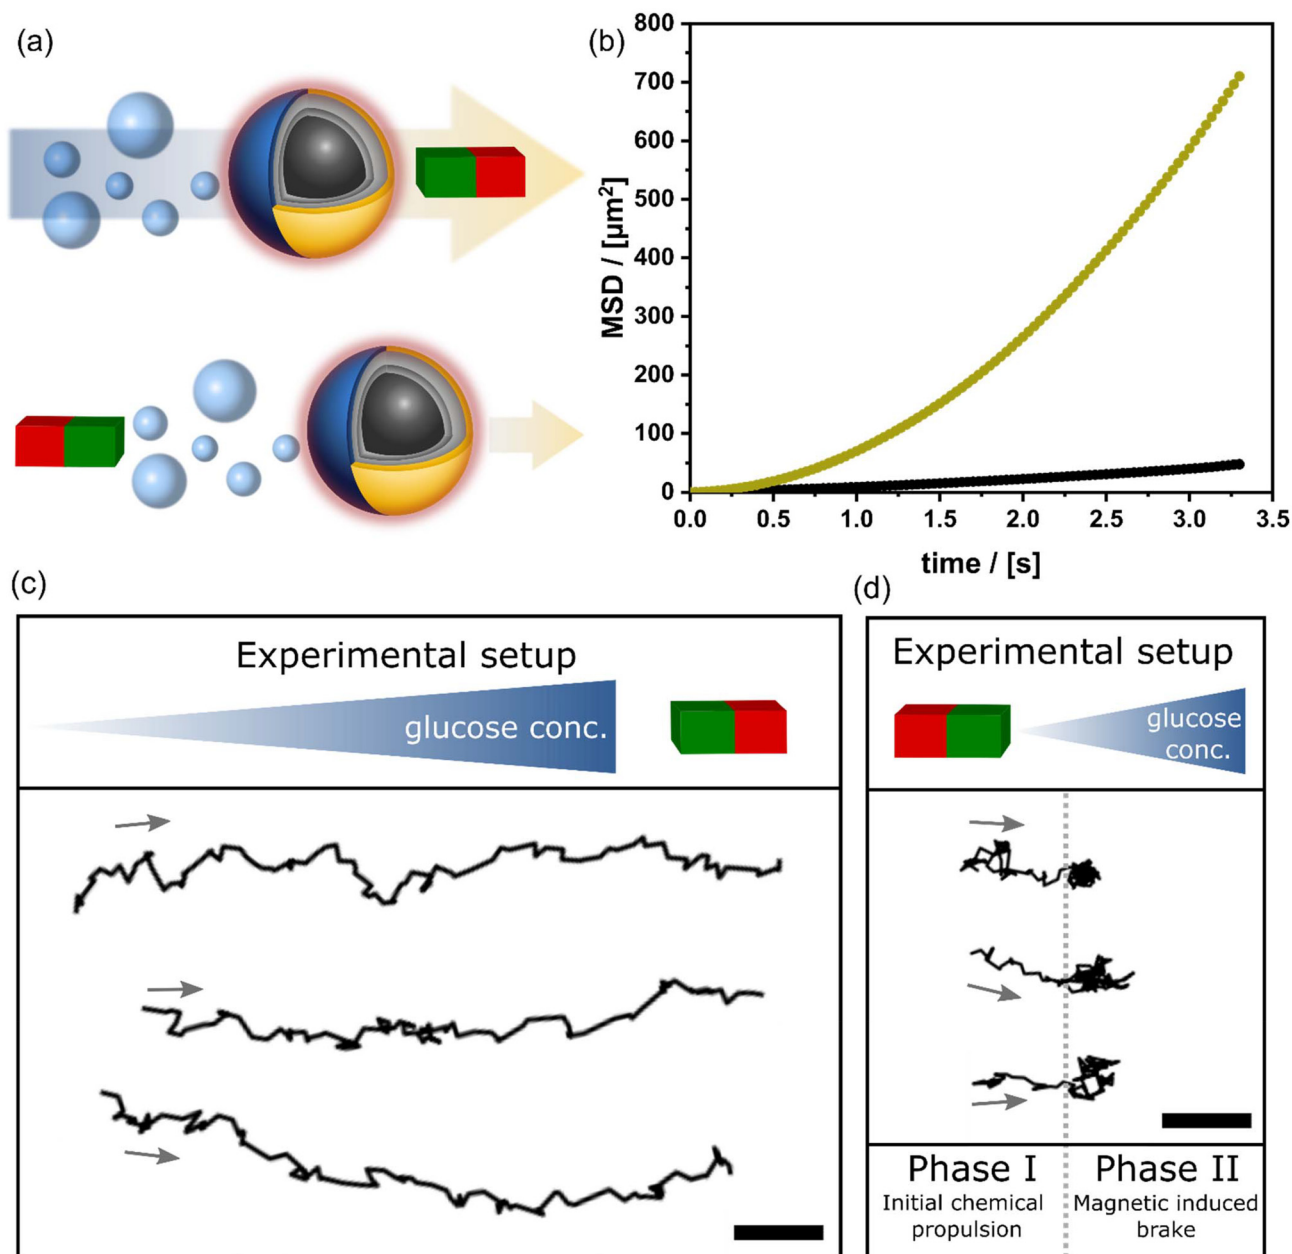 (a)
(b)
800
700
600
500
400
300
200
100
0
MSD / [µm²]
0.0 0.5 1.0 1.5 2.0 2.5 3.0 3.5
time / [s]
(c)
Experimental setup
glucose conc.
(d)
Experimental setup
glucose
conc.
Phase I
Initial chemical
propulsion
Phase II
Magnetic induced
brake